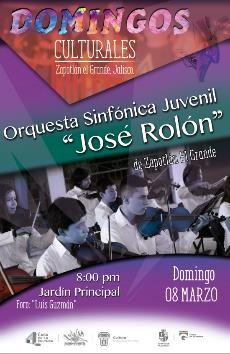 DOMINGOS
CULTURALES
Zapotlán el Grande, Jalisco.
Orquesta Sinfónica Juvenil
"José Rolón"
de Zapotlán El Grande
8:00 pm
Jardín Principal
Foro: "Luis Guzmán"
Domingo
08 MARZO